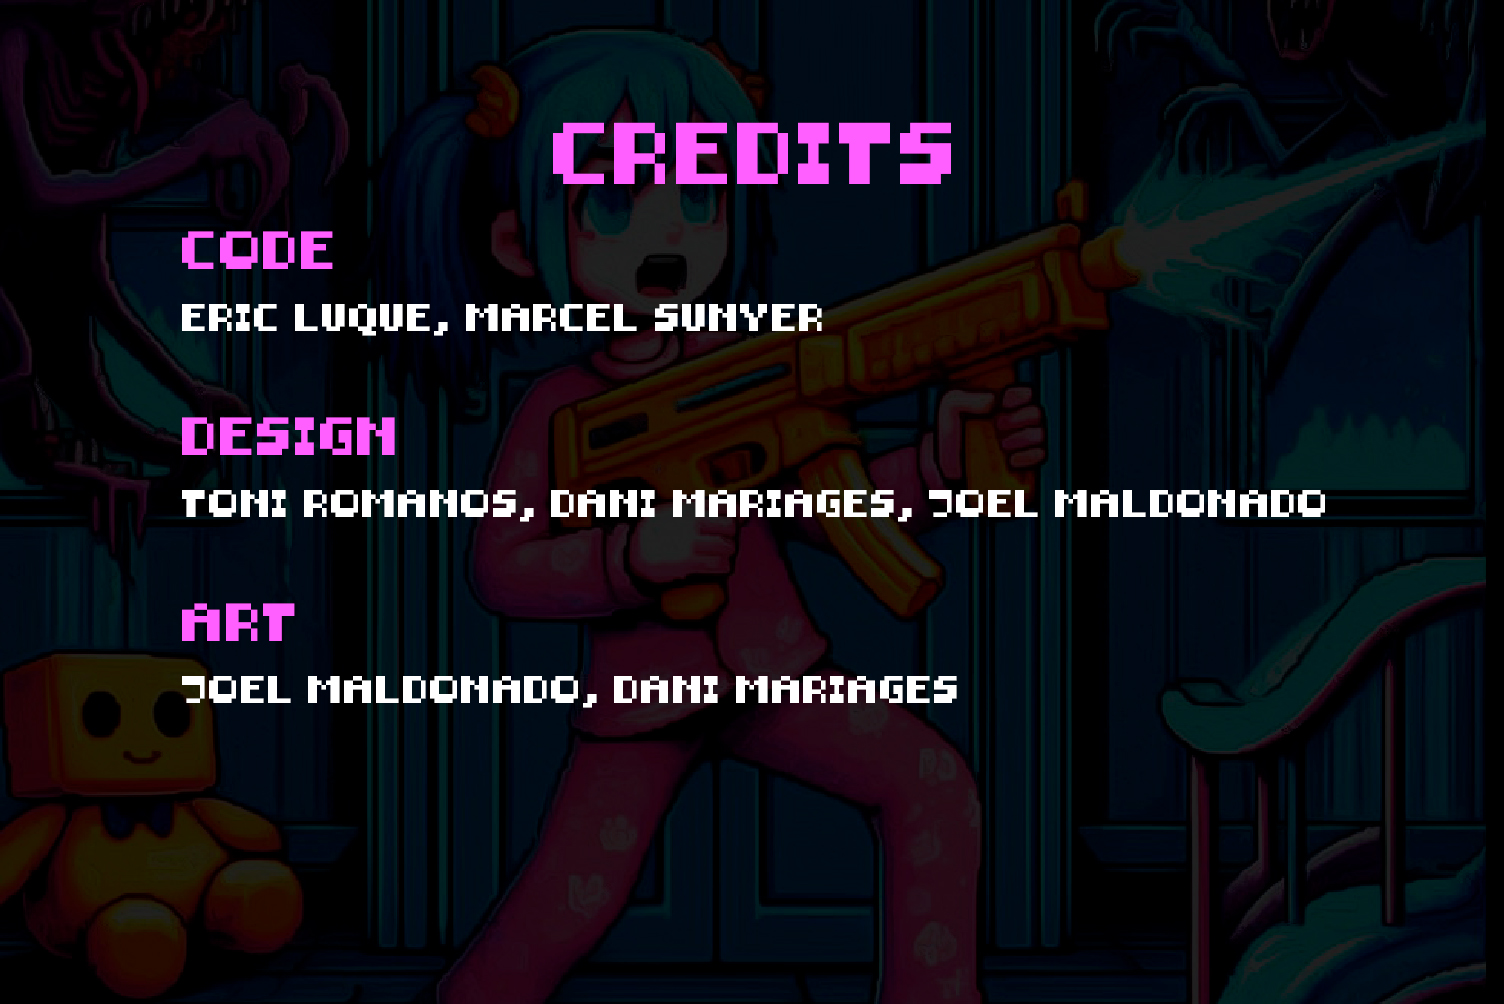 CREDITS
CODE
ERIC LUQUE, MARCEL SUNYER
DESIGN
TONI ROMANOS, DANI MARIAGES, JOEL MALDONADO
ART
JOEL MALDONADO, DANI MARIAGES